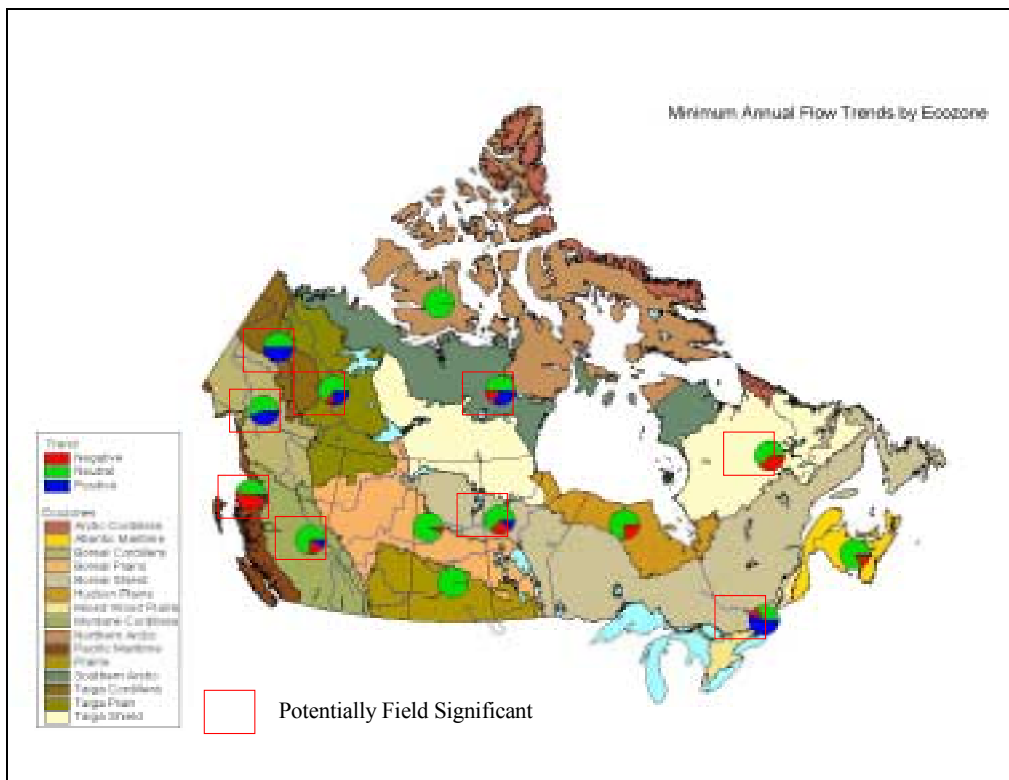 Minimum Annual Flow Trends by Ecozone
Trend
Negative
Neutral
Positive
Ecozones
Arctic Cordillera
Atlantic Maritime
Boreal Cordillera
Boreal Plains
Boreal Shield
Hudson Plains
Mixed Wood Plains
Montane Cordillera
Northern Arctic
Pacific Maritime
Prairie
Southern Arctic
Taiga Cordillera
Taiga Plain
Taiga Shield
Potentially Field Significant